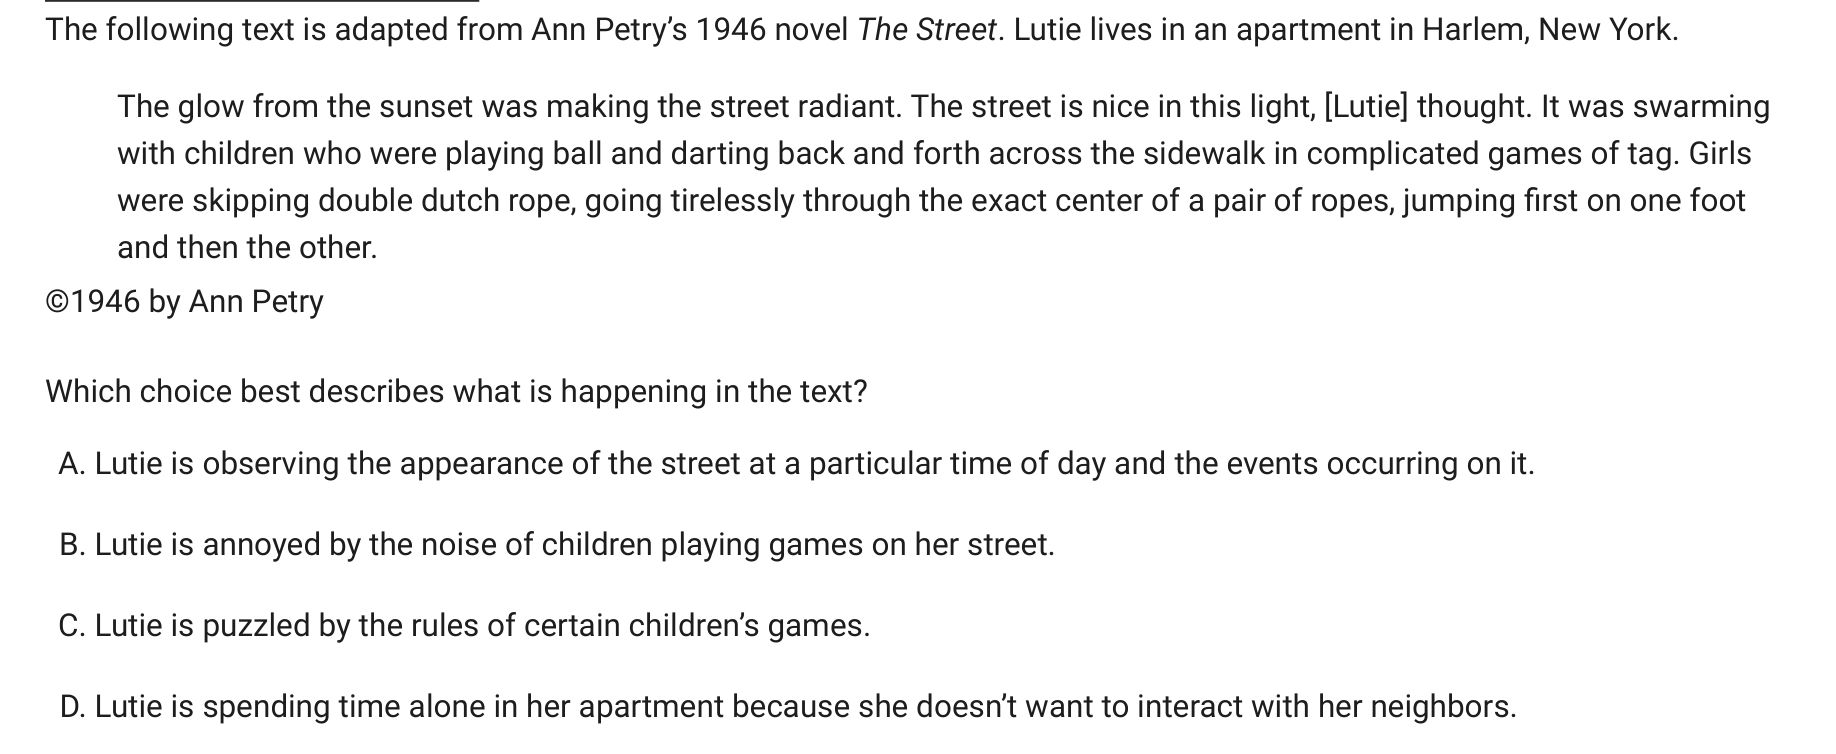 The following text is adapted from Ann Petry’s 1946 novel The Street. Lutie lives in an apartment in Harlem, New York.
The glow from the sunset was making the street radiant. The street is nice in this light, [Lutie] thought. It was swarming
with children who were playing ball and darting back and forth across the sidewalk in complicated games of tag. Girls
were skipping double dutch rope, going tirelessly through the exact center of a pair of ropes, jumping first on one foot
and then the other.
©1946 by Ann Petry
Which choice best describes what is happening in the text?
A. Lutie is observing the appearance of the street at a particular time of day and the events occurring on it.
B. Lutie is annoyed by the noise of children playing games on her street.
C. Lutie is puzzled by the rules of certain children’s games.
D. Lutie is spending time alone in her apartment because she doesn’t want to interact with her neighbors.